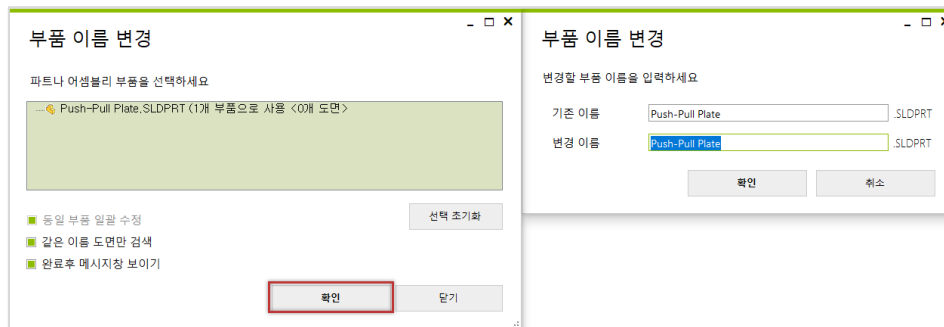 부품 이름 변경
파트나 어셈블리 부품을 선택하세요
Push-Pull Plate.SLDPRT (1개 부품으로 사용 <0개 도면>
동일 부품 일괄 수정
선택 초기화
같은 이름 도면만 검색
완료후 메시지창 보이기
확인
닫기
부품 이름 변경
변경할 부품 이름을 입력하세요
기존 이름
Push-Pull Plate
.SLDPRT
변경 이름
Push-Pull Plate
.SLDPRT
확인
취소